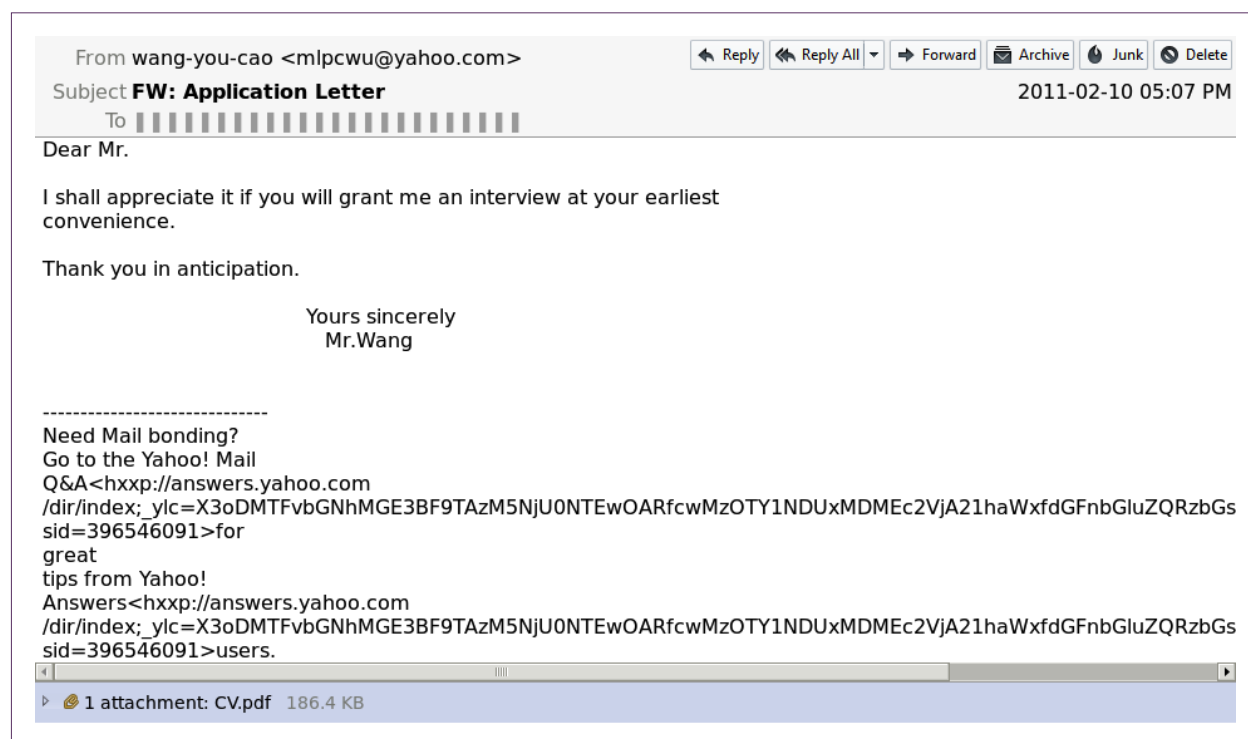 From wang-you-cao <mlpcwu@yahoo.com> Reply Reply All Forward Archive Junk Delete
Subject FW: Application Letter 2011-02-10 05:07 PM
To
Dear Mr.
I shall appreciate it if you will grant me an interview at your earliest
convenience.
Thank you in anticipation.
Yours sincerely
Mr.Wang
------------------------------
Need Mail bonding?
Go to the Yahoo! Mail
Q&A<hxxp://answers.yahoo.com
/dir/index;_ylc=X3oDMTFvbGNhMGE3BF9TAzM5NjU0NTEwOARfcwMzOTY1NDUxMDMEc2VjA21haWxfdGFnbGluZQRzbGs
sid=396546091>for
great
tips from Yahoo!
Answers<hxxp://answers.yahoo.com
/dir/index;_ylc=X3oDMTFvbGNhMGE3BF9TAzM5NjU0NTEwOARfcwMzOTY1NDUxMDMEc2VjA21haWxfdGFnbGluZQRzbGs
sid=396546091>users.
1 attachment: CV.pdf 186.4 KB